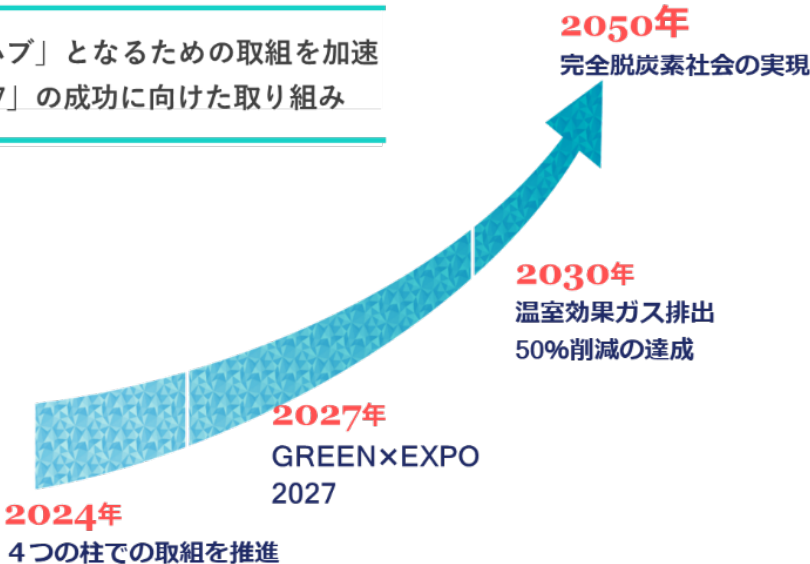 ハブ」となるための取組を加速
7」の成功に向けた取り組み
2050年
完全脱炭素社会の実現
2030年
温室効果ガス排出
50%削減の達成
2027年
GREEN×EXPO
2027
2024年
４つの柱での取組を推進